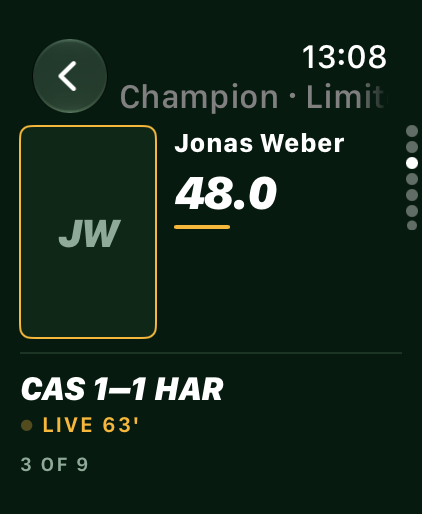 13:08
Champion · Limit
JW
Jonas Weber
48.0
CAS 1–1 HAR
LIVE 63'
3 OF 9